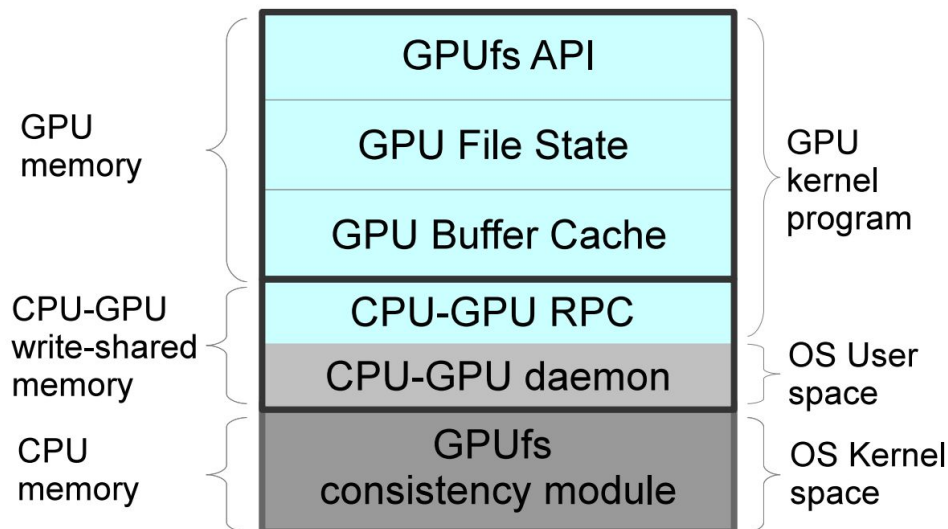 GPUfs API
GPU File State
GPU Buffer Cache
CPU-GPU RPC
CPU-GPU daemon
GPUfs
consistency module
GPU
memory
CPU-GPU
write-shared
memory
CPU
memory
GPU
kernel
program
OS User
space
OS Kernel
space